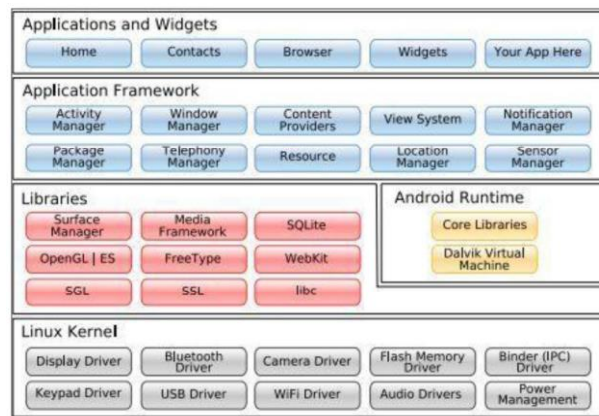 Applications and Widgets
Home
Contacts
Browser
Widgets
Your App Here
Application Framework
Activity
Manager
Window
Manager
Content
Providers
View System
Notification
Manager
Package
Manager
Telephony
Manager
Resource
Location
Manager
Sensor
Manager
Libraries
Surface
Manager
Media
Framework
SQLite
OpenGL | ES
FreeType
WebKit
SGL
SSL
libc
Android Runtime
Core Libraries
Dalvik Virtual
Machine
Linux Kernel
Display Driver
Bluetooth
Driver
Camera Driver
Flash Memory
Driver
Binder (IPC)
Driver
Keypad Driver
USB Driver
WiFi Driver
Audio Drivers
Power
Management